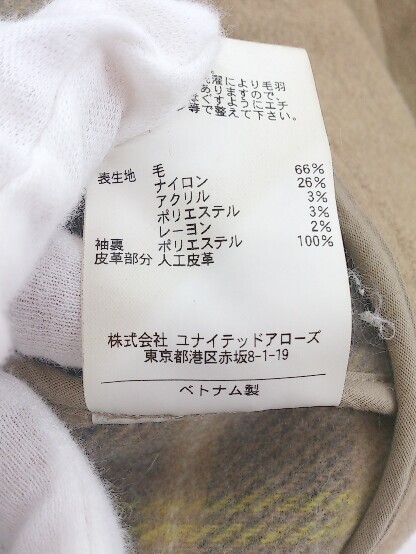 濯により毛羽
ありますので、
ぐすようにエチ
ン等で整えて下さい。
表生地 毛 66%
ナイロン 26%
アクリル 3%
ポリエステル 3%
レーヨン 2%
袖裏 ポリエステル 100%
皮革部分 人工皮革
株式会社 ユナイテッドアローズ
東京都港区赤坂8-1-19
ベトナム製